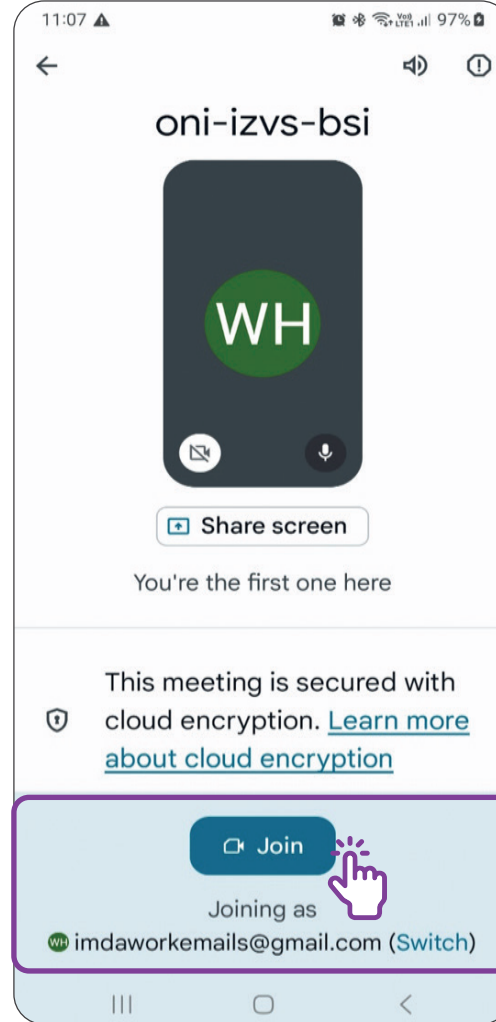 11:07 97%
oni-izvs-bsi
WH
Share screen
You're the first one here
This meeting is secured with
cloud encryption. Learn more
about cloud encryption
Join
Joining as
WH imdaworkemails@gmail.com (Switch)